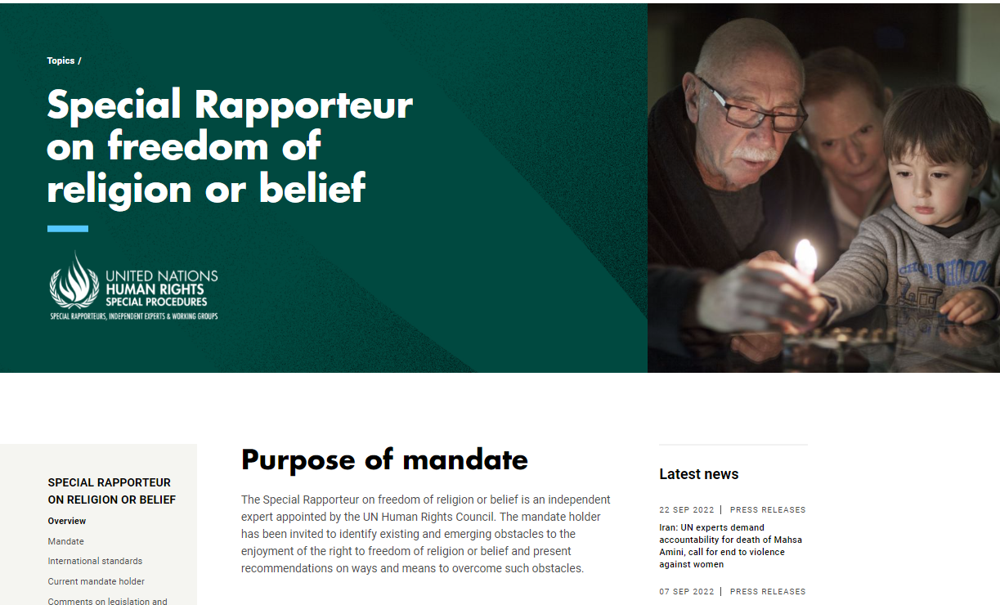 Topics /
Special Rapporteur
on freedom of
religion or belief
UNITED NATIONS
HUMAN RIGHTS
SPECIAL PROCEDURES
SPECIAL RAPPORTEURS, INDEPENDENT EXPERTS & WORKING GROUPS
SPECIAL RAPPORTEUR
ON RELIGION OR BELIEF
Overview
Mandate
International standards
Current mandate holder
Comments on legislation and
Purpose of mandate
The Special Rapporteur on freedom of religion or belief is an independent
expert appointed by the UN Human Rights Council. The mandate holder
has been invited to identify existing and emerging obstacles to the
enjoyment of the right to freedom of religion or belief and present
recommendations on ways and means to overcome such obstacles.
Latest news
22 SEP 2022 | PRESS RELEASES
Iran: UN experts demand
accountability for death of Mahsa
Amini, call for end to violence
against women
07 SEP 2022 | PRESS RELEASES